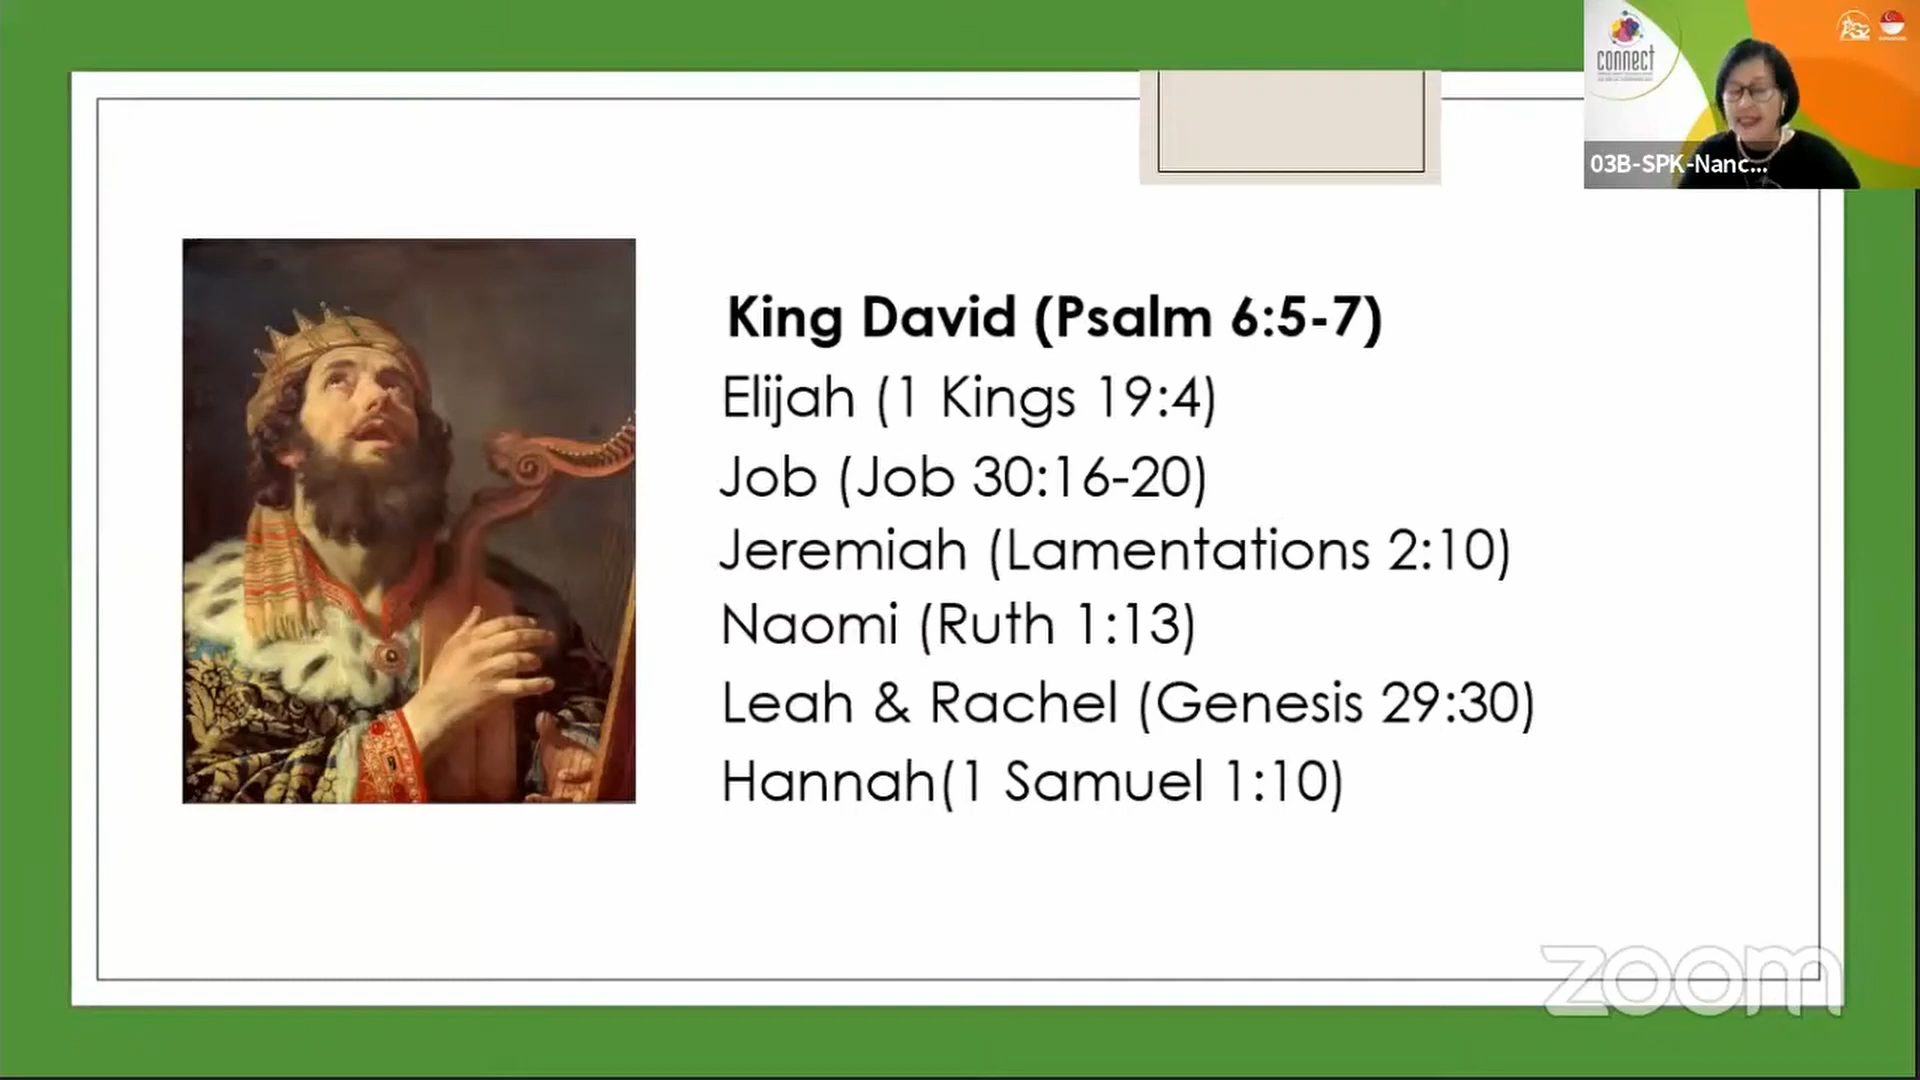 King David (Psalm 6:5-7)
Elijah (1 Kings 19:4)
Job (Job 30:16-20)
Jeremiah (Lamentations 2:10)
Naomi (Ruth 1:13)
Leah & Rachel (Genesis 29:30)
Hannah(1 Samuel 1:10)
connect
03B-SPK-Nanc...
zoom